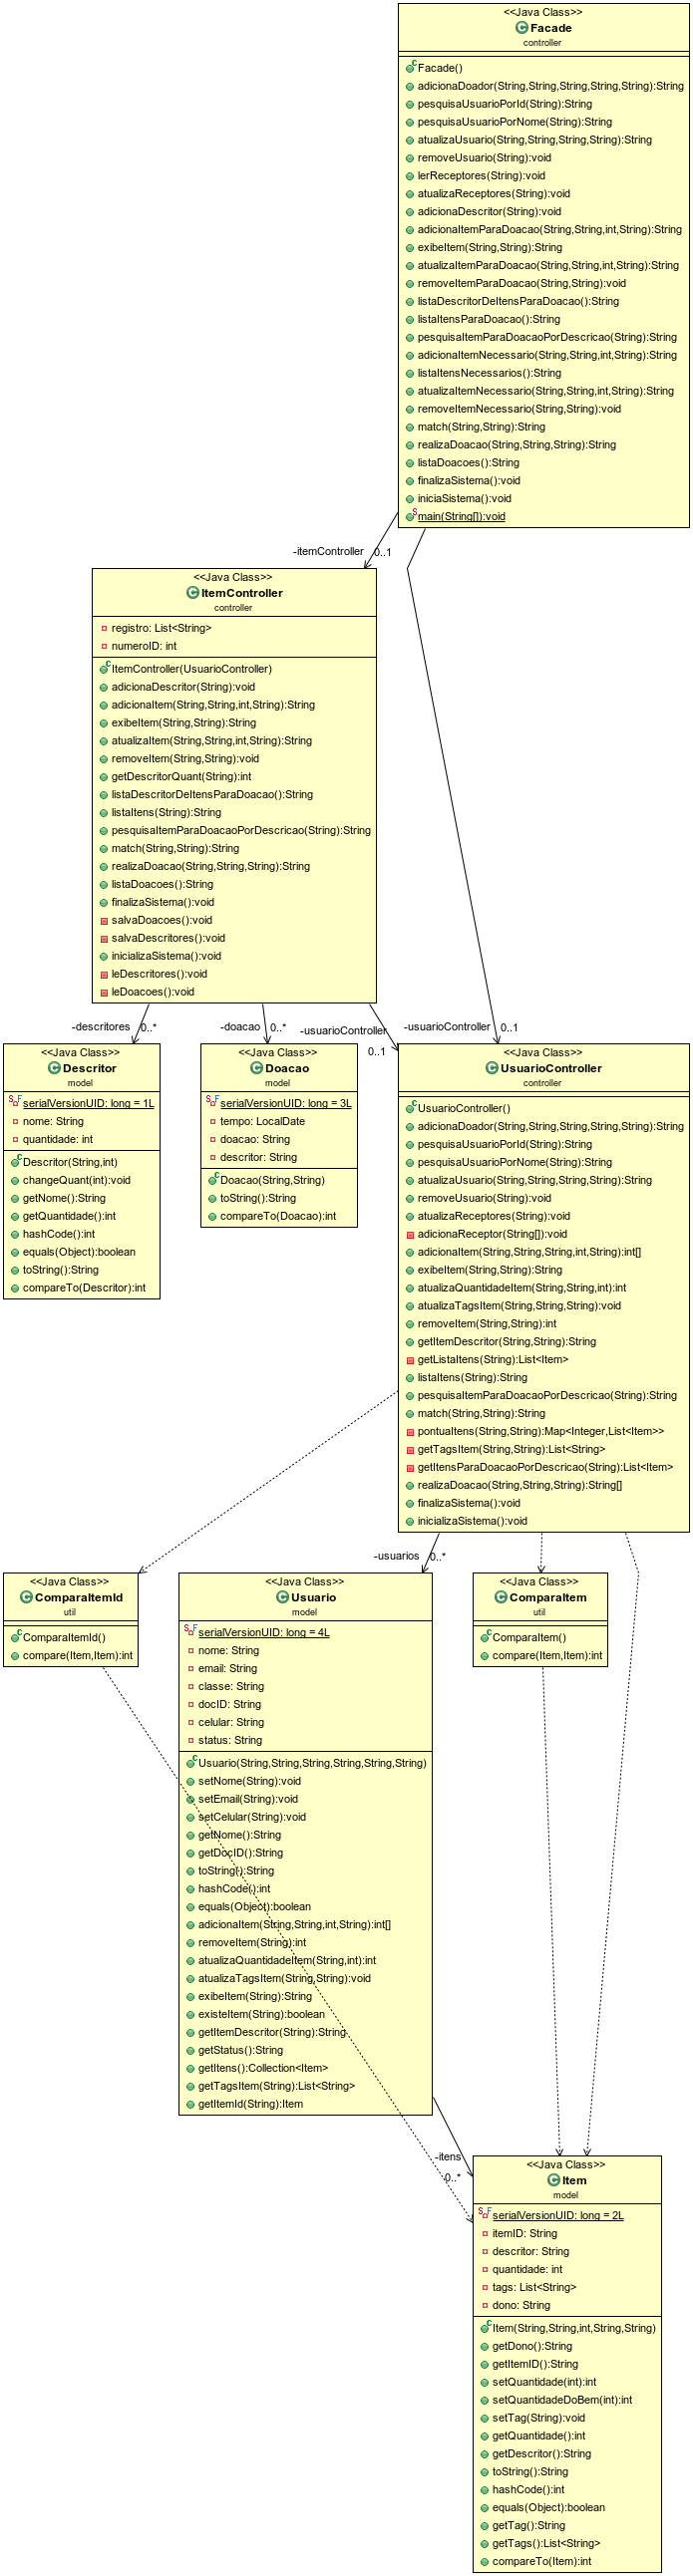 <<Java Class>>
Facade
controller
Facade()
adicionaDoador(String,String,String,String,String):String
pesquisaUsuarioPorId(String):String
pesquisaUsuarioPorNome(String):String
atualizaUsuario(String,String,String,String):String
removeUsuario(String):void
lerReceptores(String):void
atualizaReceptores(String):void
adicionaDescritor(String):void
adicionaItemParaDoacao(String,String,int,String):String
exibeItem(String,String):String
atualizaItemParaDoacao(String,String,int,String):String
removeItemParaDoacao(String,String):void
listaDescritorDeItensParaDoacao():String
listaItensParaDoacao():String
pesquisaItemParaDoacaoPorDescricao(String):String
adicionaItemNecessario(String,String,int,String):String
listaItensNecessarios():String
atualizaItemNecessario(String,String,int,String):String
removeItemNecessario(String,String):void
match(String,String):String
realizaDoacao(String,String,String):String
listaDoacoes():String
finalizaSistema():void
iniciaSistema():void
main(String[]):void
-itemController 0..1
<<Java Class>>
ItemController
controller
registro: List<String>
numeroID: int
ItemController(UsuarioController)
adicionaDescritor(String):void
adicionaItem(String,String,int,String):String
exibeItem(String,String):String
atualizaItem(String,String,int,String):String
removeItem(String,String):void
getDescritorQuant(String):int
listaDescritorDeItensParaDoacao():String
listaItens(String):String
pesquisaItemParaDoacaoPorDescricao(String):String
match(String,String):String
realizaDoacao(String,String,String):String
listaDoacoes():String
finalizaSistema():void
salvaDoacoes():void
salvaDescritores():void
inicializaSistema():void
leDescritores():void
leDoacoes():void
-descritores 0..*
-doacao 0..*
-usuarioController 0..1
-usuarioController 0..1
<<Java Class>>
Descritor
model
serialVersionUID: long = 1L
nome: String
quantidade: int
Descritor(String,int)
changeQuant(int):void
getNome():String
getQuantidade():int
hashCode():int
equals(Object):boolean
toString():String
compareTo(Descritor):int
<<Java Class>>
Doacao
model
serialVersionUID: long = 3L
tempo: LocalDate
doacao: String
descritor: String
Doacao(String,String)
toString():String
compareTo(Doacao):int
<<Java Class>>
UsuarioController
controller
UsuarioController()
adicionaDoador(String,String,String,String,String):String
pesquisaUsuarioPorId(String):String
pesquisaUsuarioPorNome(String):String
atualizaUsuario(String,String,String,String):String
removeUsuario(String):void
atualizaReceptores(String):void
adicionaReceptor(String[]):void
adicionaItem(String,String,String,int,String):int[]
exibeItem(String,String):String
atualizaQuantidadeItem(String,String,int):int
atualizaTagsItem(String,String,String):void
removeItem(String,String):int
getItemDescritor(String,String):String
getListaItens(String):List<Item>
listaItens(String):String
pesquisaItemParaDoacaoPorDescricao(String):String
match(String,String):String
pontuaItens(String,String):Map<Integer,List<Item>>
getTagsItem(String,String):List<String>
getItensParaDoacaoPorDescricao(String):List<Item>
realizaDoacao(String,String,String):String[]
finalizaSistema():void
inicializaSistema():void
-usuarios 0..*
<<Java Class>>
ComparaItemId
util
ComparaItemId()
compare(Item,Item):int
<<Java Class>>
Usuario
model
serialVersionUID: long = 4L
nome: String
email: String
classe: String
docID: String
celular: String
status: String
Usuario(String,String,String,String,String,String)
setNome(String):void
setEmail(String):void
setCelular(String):void
getNome():String
getDocID():String
toString():String
hashCode():int
equals(Object):boolean
adicionaItem(String,String,int,String):int[]
removeItem(String):int
atualizaQuantidadeItem(String,int):int
atualizaTagsItem(String,String):void
exibeItem(String):String
existeItem(String):boolean
getItemDescritor(String):String
getStatus():String
getItens():Collection<Item>
getTagsItem(String):List<String>
getItemId(String):Item
<<Java Class>>
ComparaItem
util
ComparaItem()
compare(Item,Item):int
-itens
0..*
<<Java Class>>
Item
model
serialVersionUID: long = 2L
itemID: String
descritor: String
quantidade: int
tags: List<String>
dono: String
Item(String,String,int,String,String)
getDono():String
getItemID():String
setQuantidade(int):int
setQuantidadeDoBem(int):int
setTag(String):void
getQuantidade():int
getDescritor():String
toString():String
hashCode():int
equals(Object):boolean
getTag():String
getTags():List<String>
compareTo(Item):int